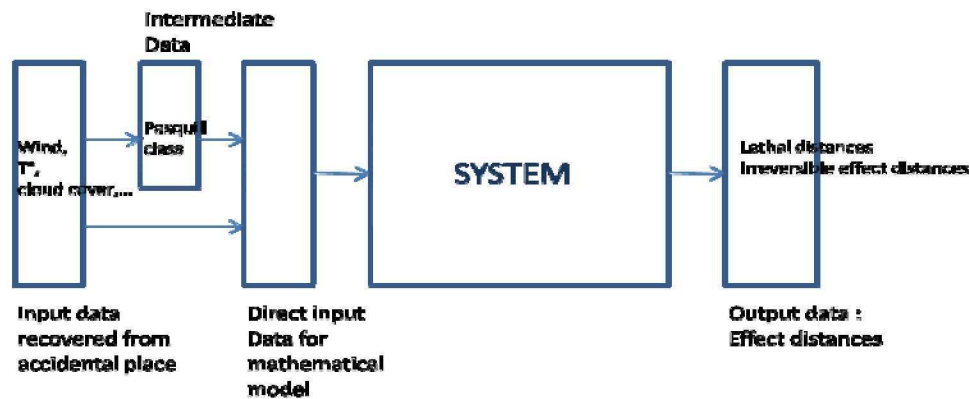 Intermediate
Data
Wind,
T°,
cloud cover,...
Pasquill
class
SYSTEM
Lethal distances
Irreversible effect distances
Input data
recovered from
accidental place
Direct input
Data for
mathematical
model
Output data :
Effect distances